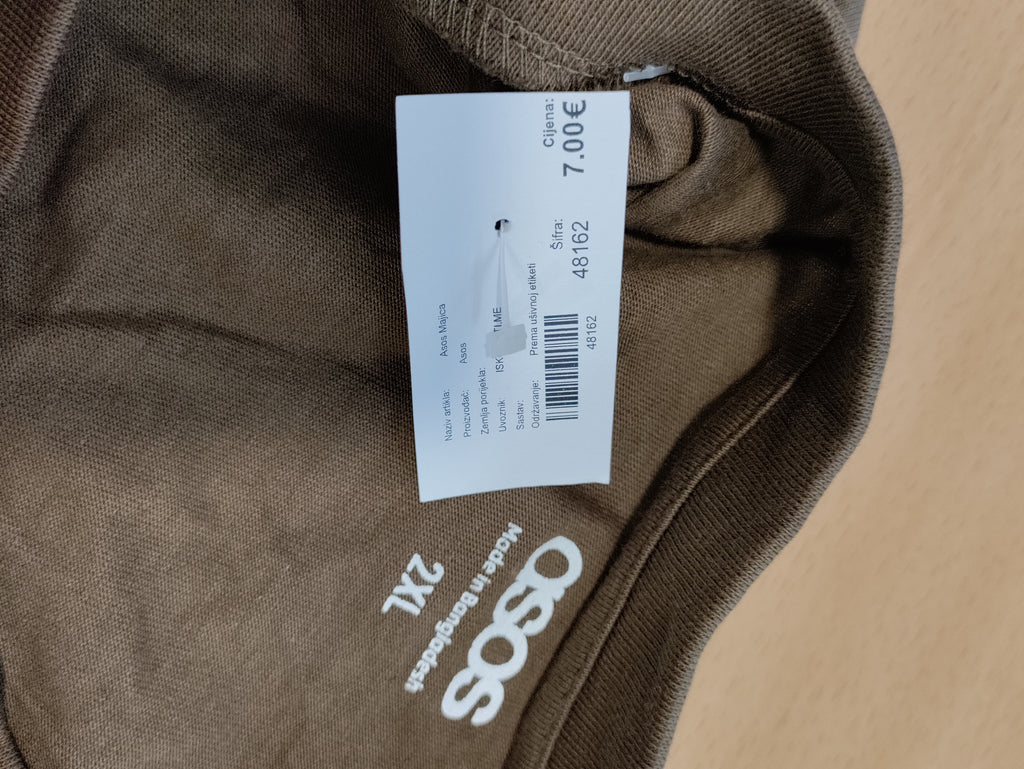 Naziv artikla: Asos Majica
Proizvođač: Asos
Zemlja porijekla:
Uvoznik:
Sastav:
Održavanje: Prema ušivnoj etiketi
48162
Šifra:
48162
Cijena:
7.00€
asos
Made in Bangladesh
2XL